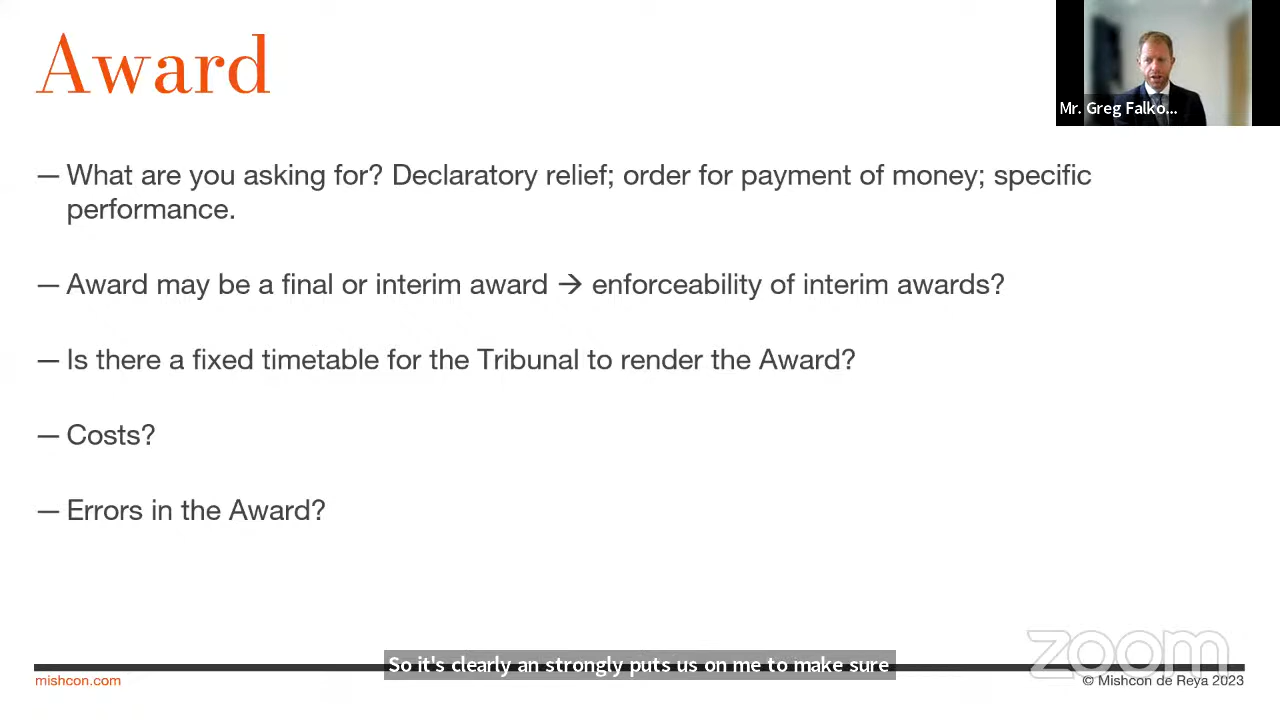 Award
Mr. Greg Falko...
— What are you asking for? Declaratory relief; order for payment of money; specific
performance.
— Award may be a final or interim award → enforceability of interim awards?
— Is there a fixed timetable for the Tribunal to render the Award?
— Costs?
— Errors in the Award?
zoom
So it's clearly an strongly puts us on me to make sure
mishcon.com
© Mishcon de Reya 2023